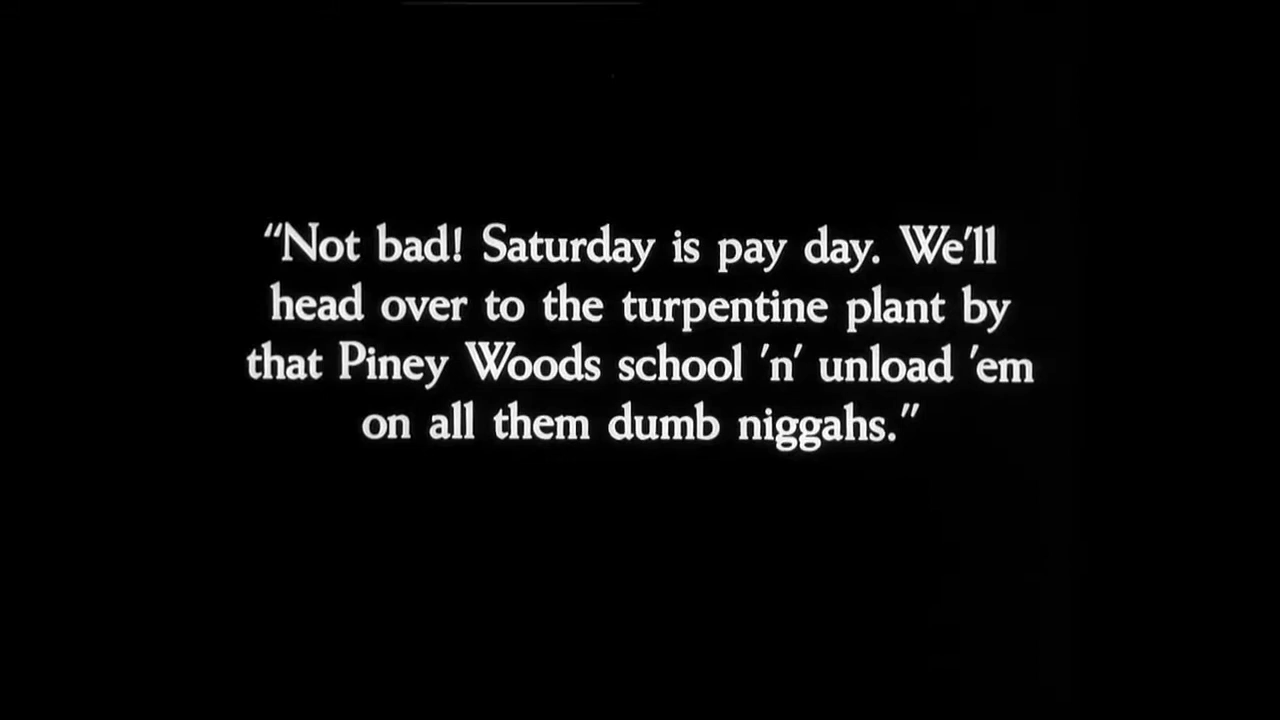 “Not bad! Saturday is pay day. We'll
head over to the turpentine plant by
that Piney Woods school 'n' unload 'em
on all them dumb niggahs.”